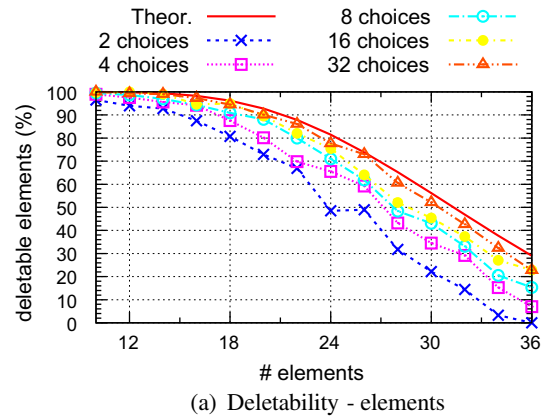 Theor.
2 choices
4 choices
8 choices
16 choices
32 choices
deletable elements (%)
100
90
80
70
60
50
40
30
20
10
0
12
18
24
30
36
# elements
(a) Deletability - elements